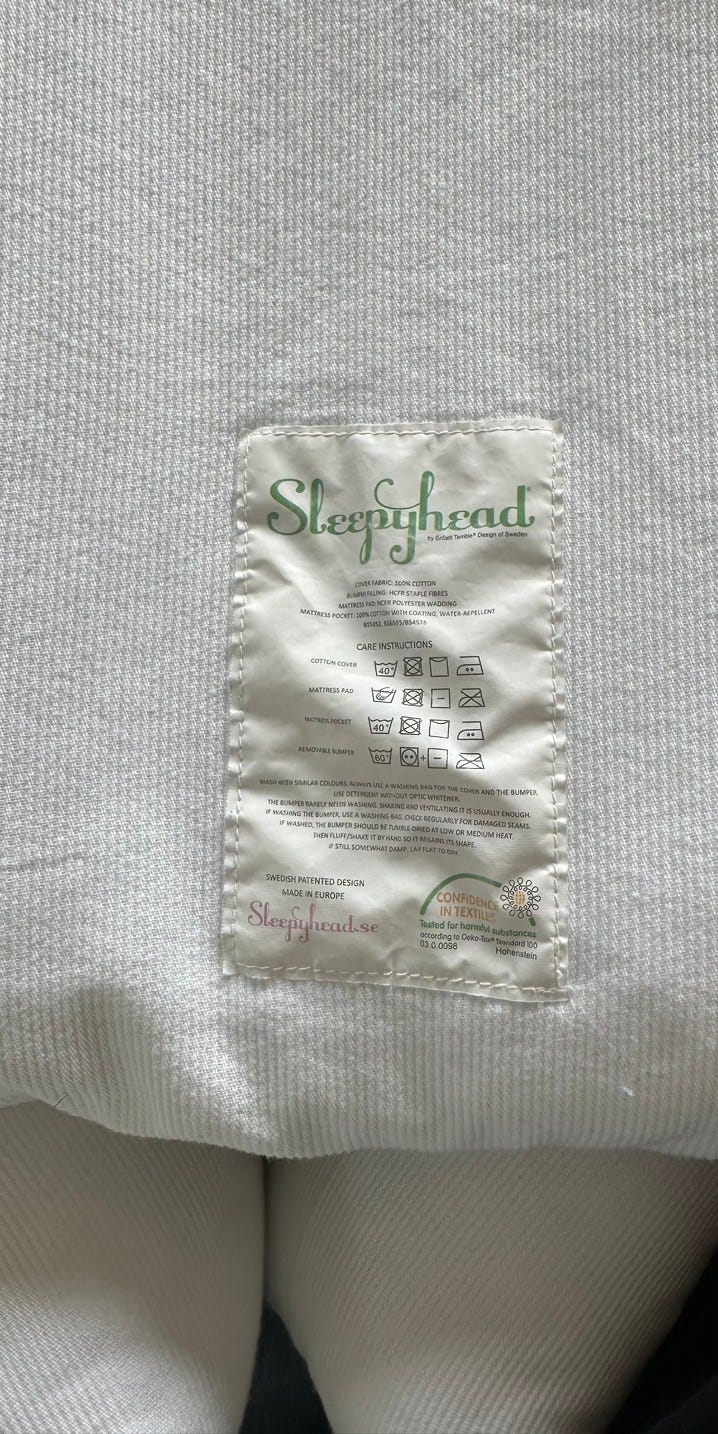 Sleepyhead®
by Enfant Terrible® Design of Sweden
COVER FABRIC: 100% COTTON
BUMPER FILLING: HCFR STAPLE FIBRES
MATTRESS PAD: HCFR POLYESTER WADDING
MATTRESS POCKET: 100% COTTON WITH COATING, WATER-REPELLENT
CARE INSTRUCTIONS
COTTON COVER 40°
MATTRESS PAD
MATTRESS POCKET 40°
REMOVABLE BUMPER 60° +
WASH WITH SIMILAR COLOURS. ALWAYS USE A WASHING BAG FOR THE COVER AND THE BUMPER.
USE DETERGENT WITHOUT OPTIC WHITENER.
THE BUMPER RARELY NEEDS WASHING. SHAKING AND VENTILATING IT IS USUALLY ENOUGH.
IF WASHING THE BUMPER, USE A WASHING BAG. CHECK REGULARLY FOR DAMAGED SEAMS.
IF WASHED, THE BUMPER SHOULD BE TUMBLE-DRIED AT LOW OR MEDIUM HEAT.
THEN FLUFF/SHAKE IT BY HAND SO IT REGAINS ITS SHAPE.
IF STILL SOMEWHAT DAMP, LAY FLAT TO DRY.
SWEDISH PATENTED DESIGN
MADE IN EUROPE
Sleepyhead.se
CONFIDENCE
IN TEXTILES
Tested for harmful substances
according to Oeko-Tex® Standard 100
03.0.0096 Hohenstein